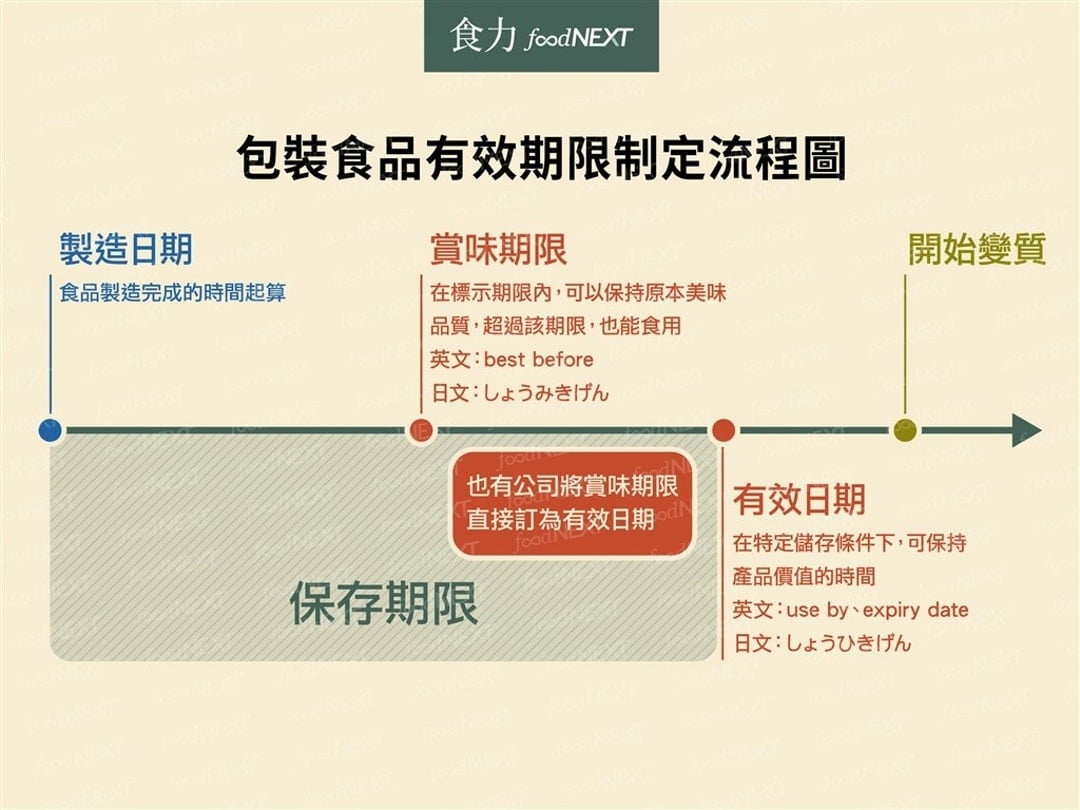 食力 foodNEXT
包裝食品有效期限制定流程圖
製造日期
食品製造完成的時間起算
賞味期限
在標示期限內，可以保持原本美味
品質，超過該期限，也能食用
英文：best before
日文：しょうみきげん
開始變質
也有公司將賞味期限
直接訂為有效日期
保存期限
有效日期
在特定儲存條件下，可保持
產品價值的時間
英文：use by、expiry date
日文：しょうひきげん